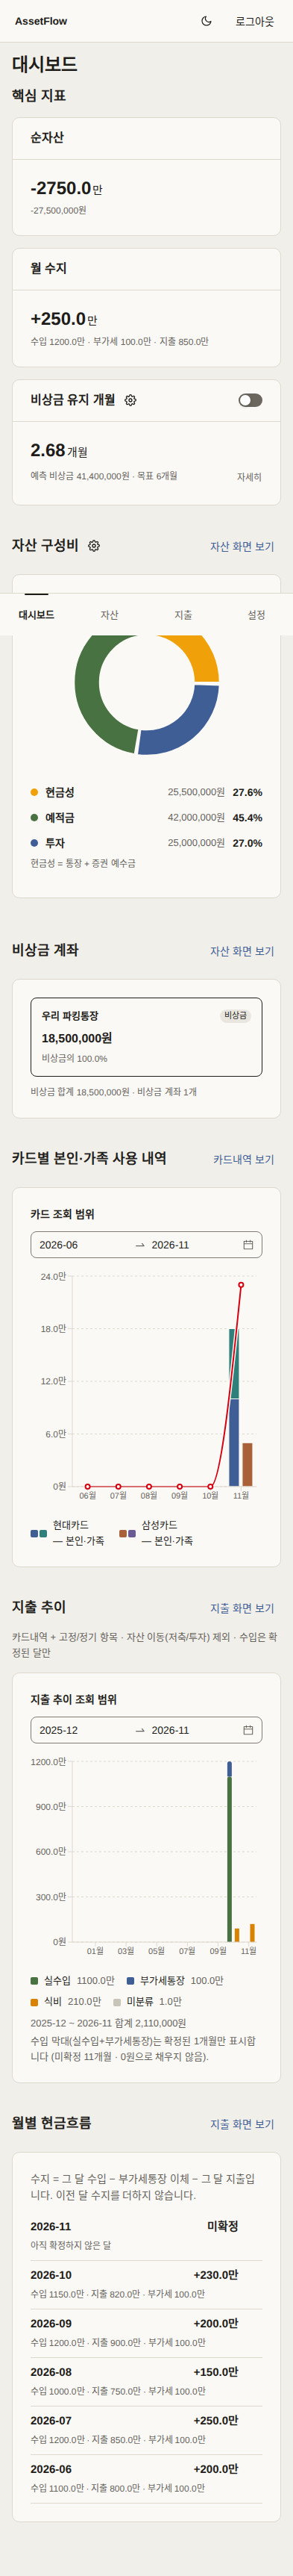 AssetFlow
로그아웃
대시보드
핵심 지표
순자산
-2750.0만
-27,500,000원
월 수지
+250.0만
수입 1200.0만 · 부가세 100.0만 · 지출 850.0만
비상금 유지 개월
2.68개월
예측 비상금 41,400,000원 · 목표 6개월
자세히
자산 구성비
자산 화면 보기
대시보드
자산
지출
설정
현금성 25,500,000원 27.6%
예적금 42,000,000원 45.4%
투자 25,000,000원 27.0%
현금성 = 통장 + 증권 예수금
비상금 계좌
자산 화면 보기
우리 파킹통장
비상금
18,500,000원
비상금의 100.0%
비상금 합계 18,500,000원 · 비상금 계좌 1개
카드별 본인·가족 사용 내역
카드내역 보기
카드 조회 범위
2026-06
2026-11
24.0만
18.0만
12.0만
6.0만
0원
06월 07월 08월 09월 10월 11월
현대카드
— 본인·가족
삼성카드
— 본인·가족
지출 추이
지출 화면 보기
카드내역 + 고정/정기 항목 · 자산 이동(저축/투자) 제외 · 수입은 확
정된 달만
지출 추이 조회 범위
2025-12
2026-11
1200.0만
900.0만
600.0만
300.0만
0원
01월 03월 05월 07월 09월 11월
실수입 1100.0만
부가세통장 100.0만
식비 210.0만
미분류 1.0만
2025-12 ~ 2026-11 합계 2,110,000원
수입 막대(실수입+부가세통장)는 확정된 1개월만 표시합
니다 (미확정 11개월 · 0원으로 채우지 않음).
월별 현금흐름
지출 화면 보기
수지 = 그 달 수입 − 부가세통장 이체 − 그 달 지출입
니다. 이전 달 수지를 더하지 않습니다.
2026-11 미확정
아직 확정하지 않은 달
2026-10 +230.0만
수입 1150.0만 · 지출 820.0만 · 부가세 100.0만
2026-09 +200.0만
수입 1200.0만 · 지출 900.0만 · 부가세 100.0만
2026-08 +150.0만
수입 1000.0만 · 지출 750.0만 · 부가세 100.0만
2026-07 +250.0만
수입 1200.0만 · 지출 850.0만 · 부가세 100.0만
2026-06 +200.0만
수입 1100.0만 · 지출 800.0만 · 부가세 100.0만